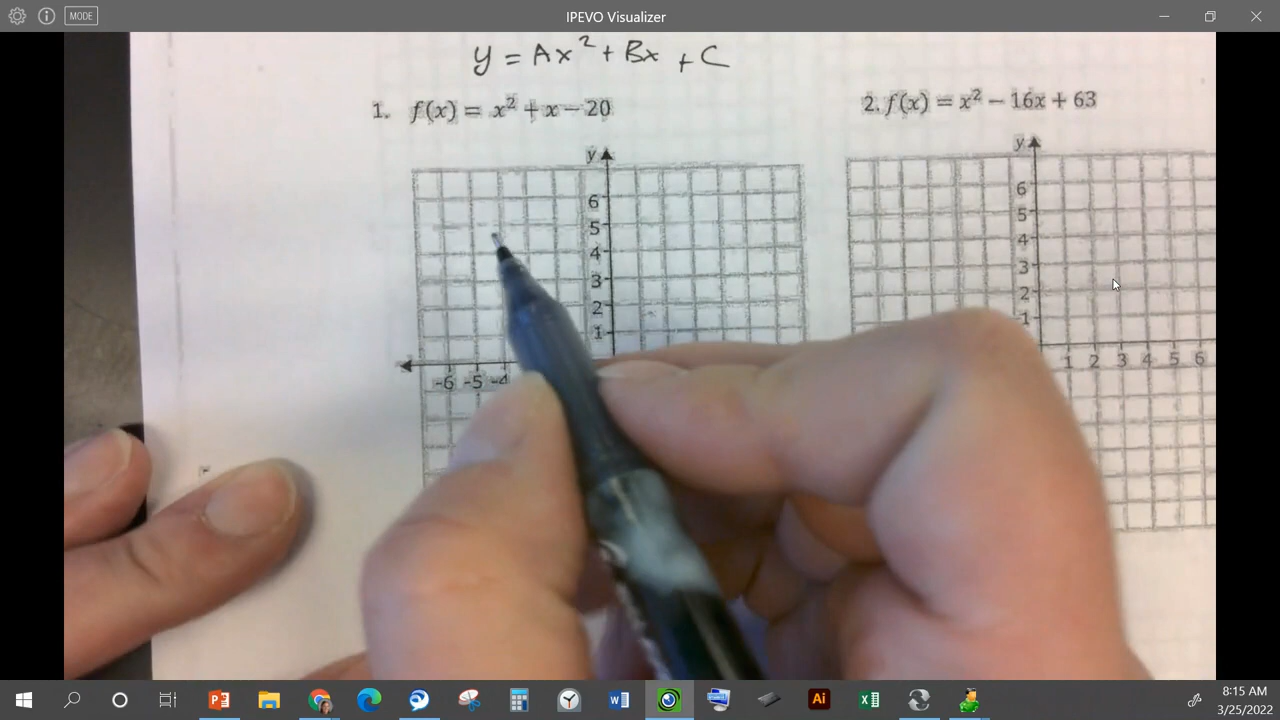 MODE
IPEVO Visualizer
y = Ax² + Bx + C
1. f(x) = x² + x − 20
2. f(x) = x² − 16x + 63
y
6
5
4
3
2
1
-6 -5 -4
y
6
5
4
3
2
1
1 2 3 4 5 6
8:15 AM
3/25/2022